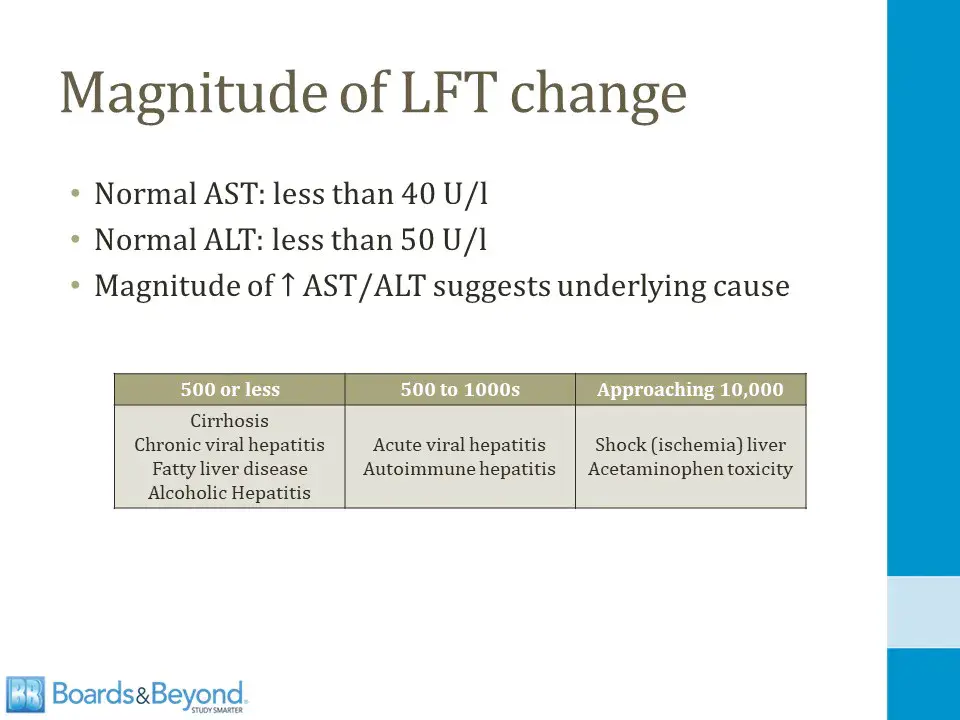 Magnitude of LFT change
• Normal AST: less than 40 U/l
• Normal ALT: less than 50 U/l
• Magnitude of ↑ AST/ALT suggests underlying cause
500 or less 500 to 1000s Approaching 10,000
Cirrhosis
Chronic viral hepatitis
Fatty liver disease
Alcoholic Hepatitis
Acute viral hepatitis
Autoimmune hepatitis
Shock (ischemia) liver
Acetaminophen toxicity
BB Boards&Beyond.
STUDY SMARTER